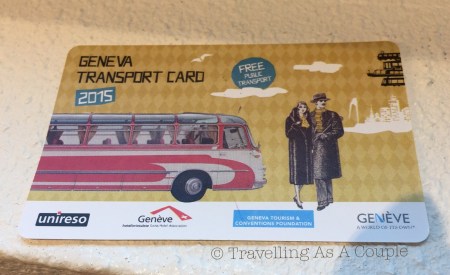 GENEVA
TRANSPORT CARD
2015
FREE
PUBLIC
TRANSPORT
unireso
Genève
GENEVA TOURISM &
CONVENTIONS FOUNDATION
GENÈVE
© Travelling As A Couple